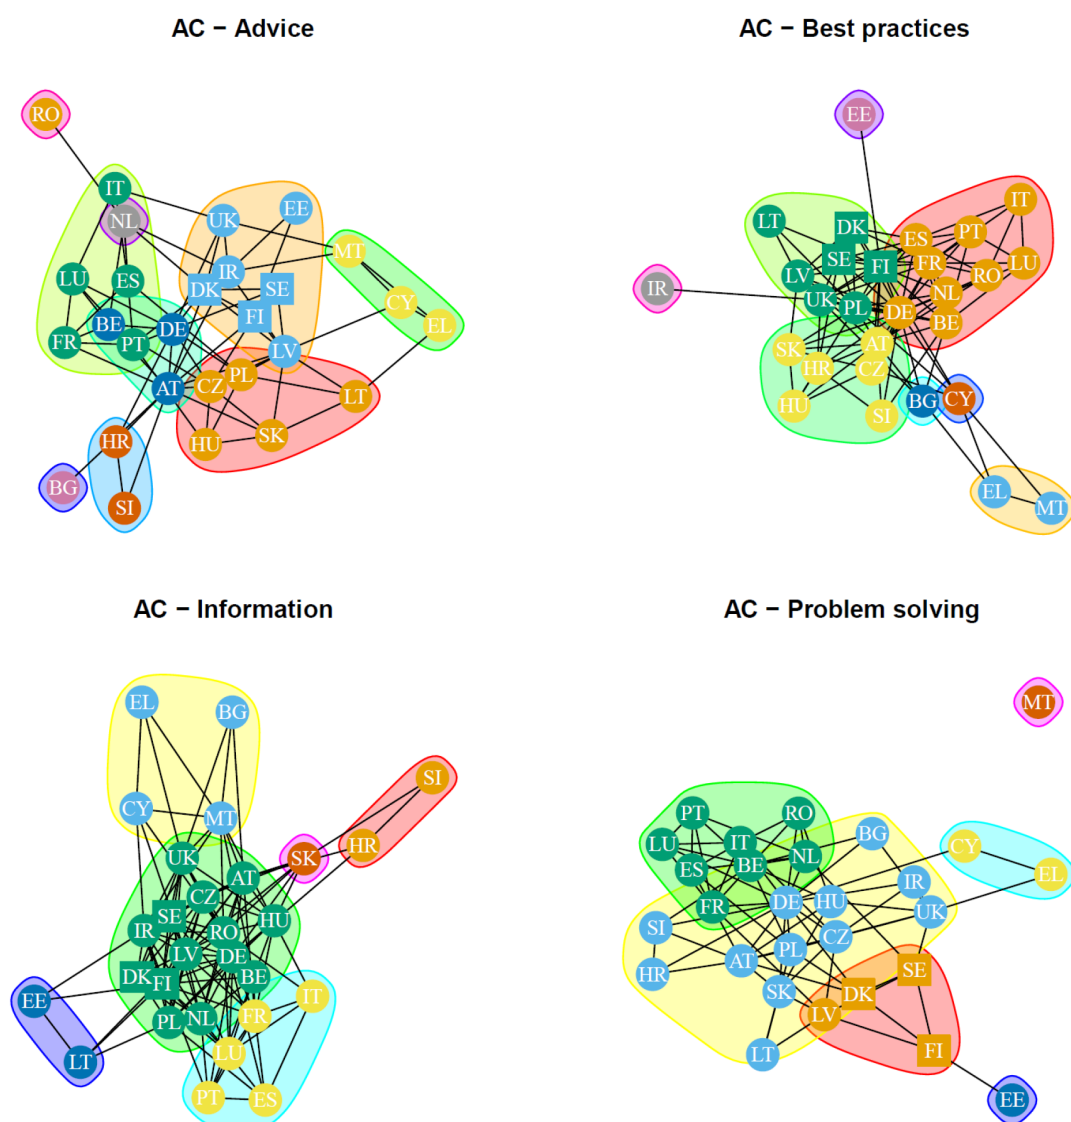 AC − Advice
RO
IT
NL
UK
EE
MT
LU
ES
IR
DK
SE
CY
BE
DE
FI
EL
FR
PT
LV
AT
CZ
PL
LT
HR
HU
SK
BG
SI
AC − Best practices
EE
LT
DK
ES
PT
IT
IR
LV
SE
FI
FR
RO
LU
UK
PL
DE
NL
BE
SK
HR
AT
CZ
HU
SI
BG
CY
EL
MT
AC − Information
EL
BG
CY
MT
SI
UK
SK
HR
AT
CZ
SE
HU
IR
RO
LV
DE
DK
FI
BE
EE
PL
NL
FR
IT
LT
LU
PT
ES
AC − Problem solving
MT
PT
RO
BG
LU
IT
CY
ES
BE
NL
EL
FR
DE
HU
IR
UK
SI
CZ
HR
AT
PL
SE
SK
DK
LV
LT
FI
EE